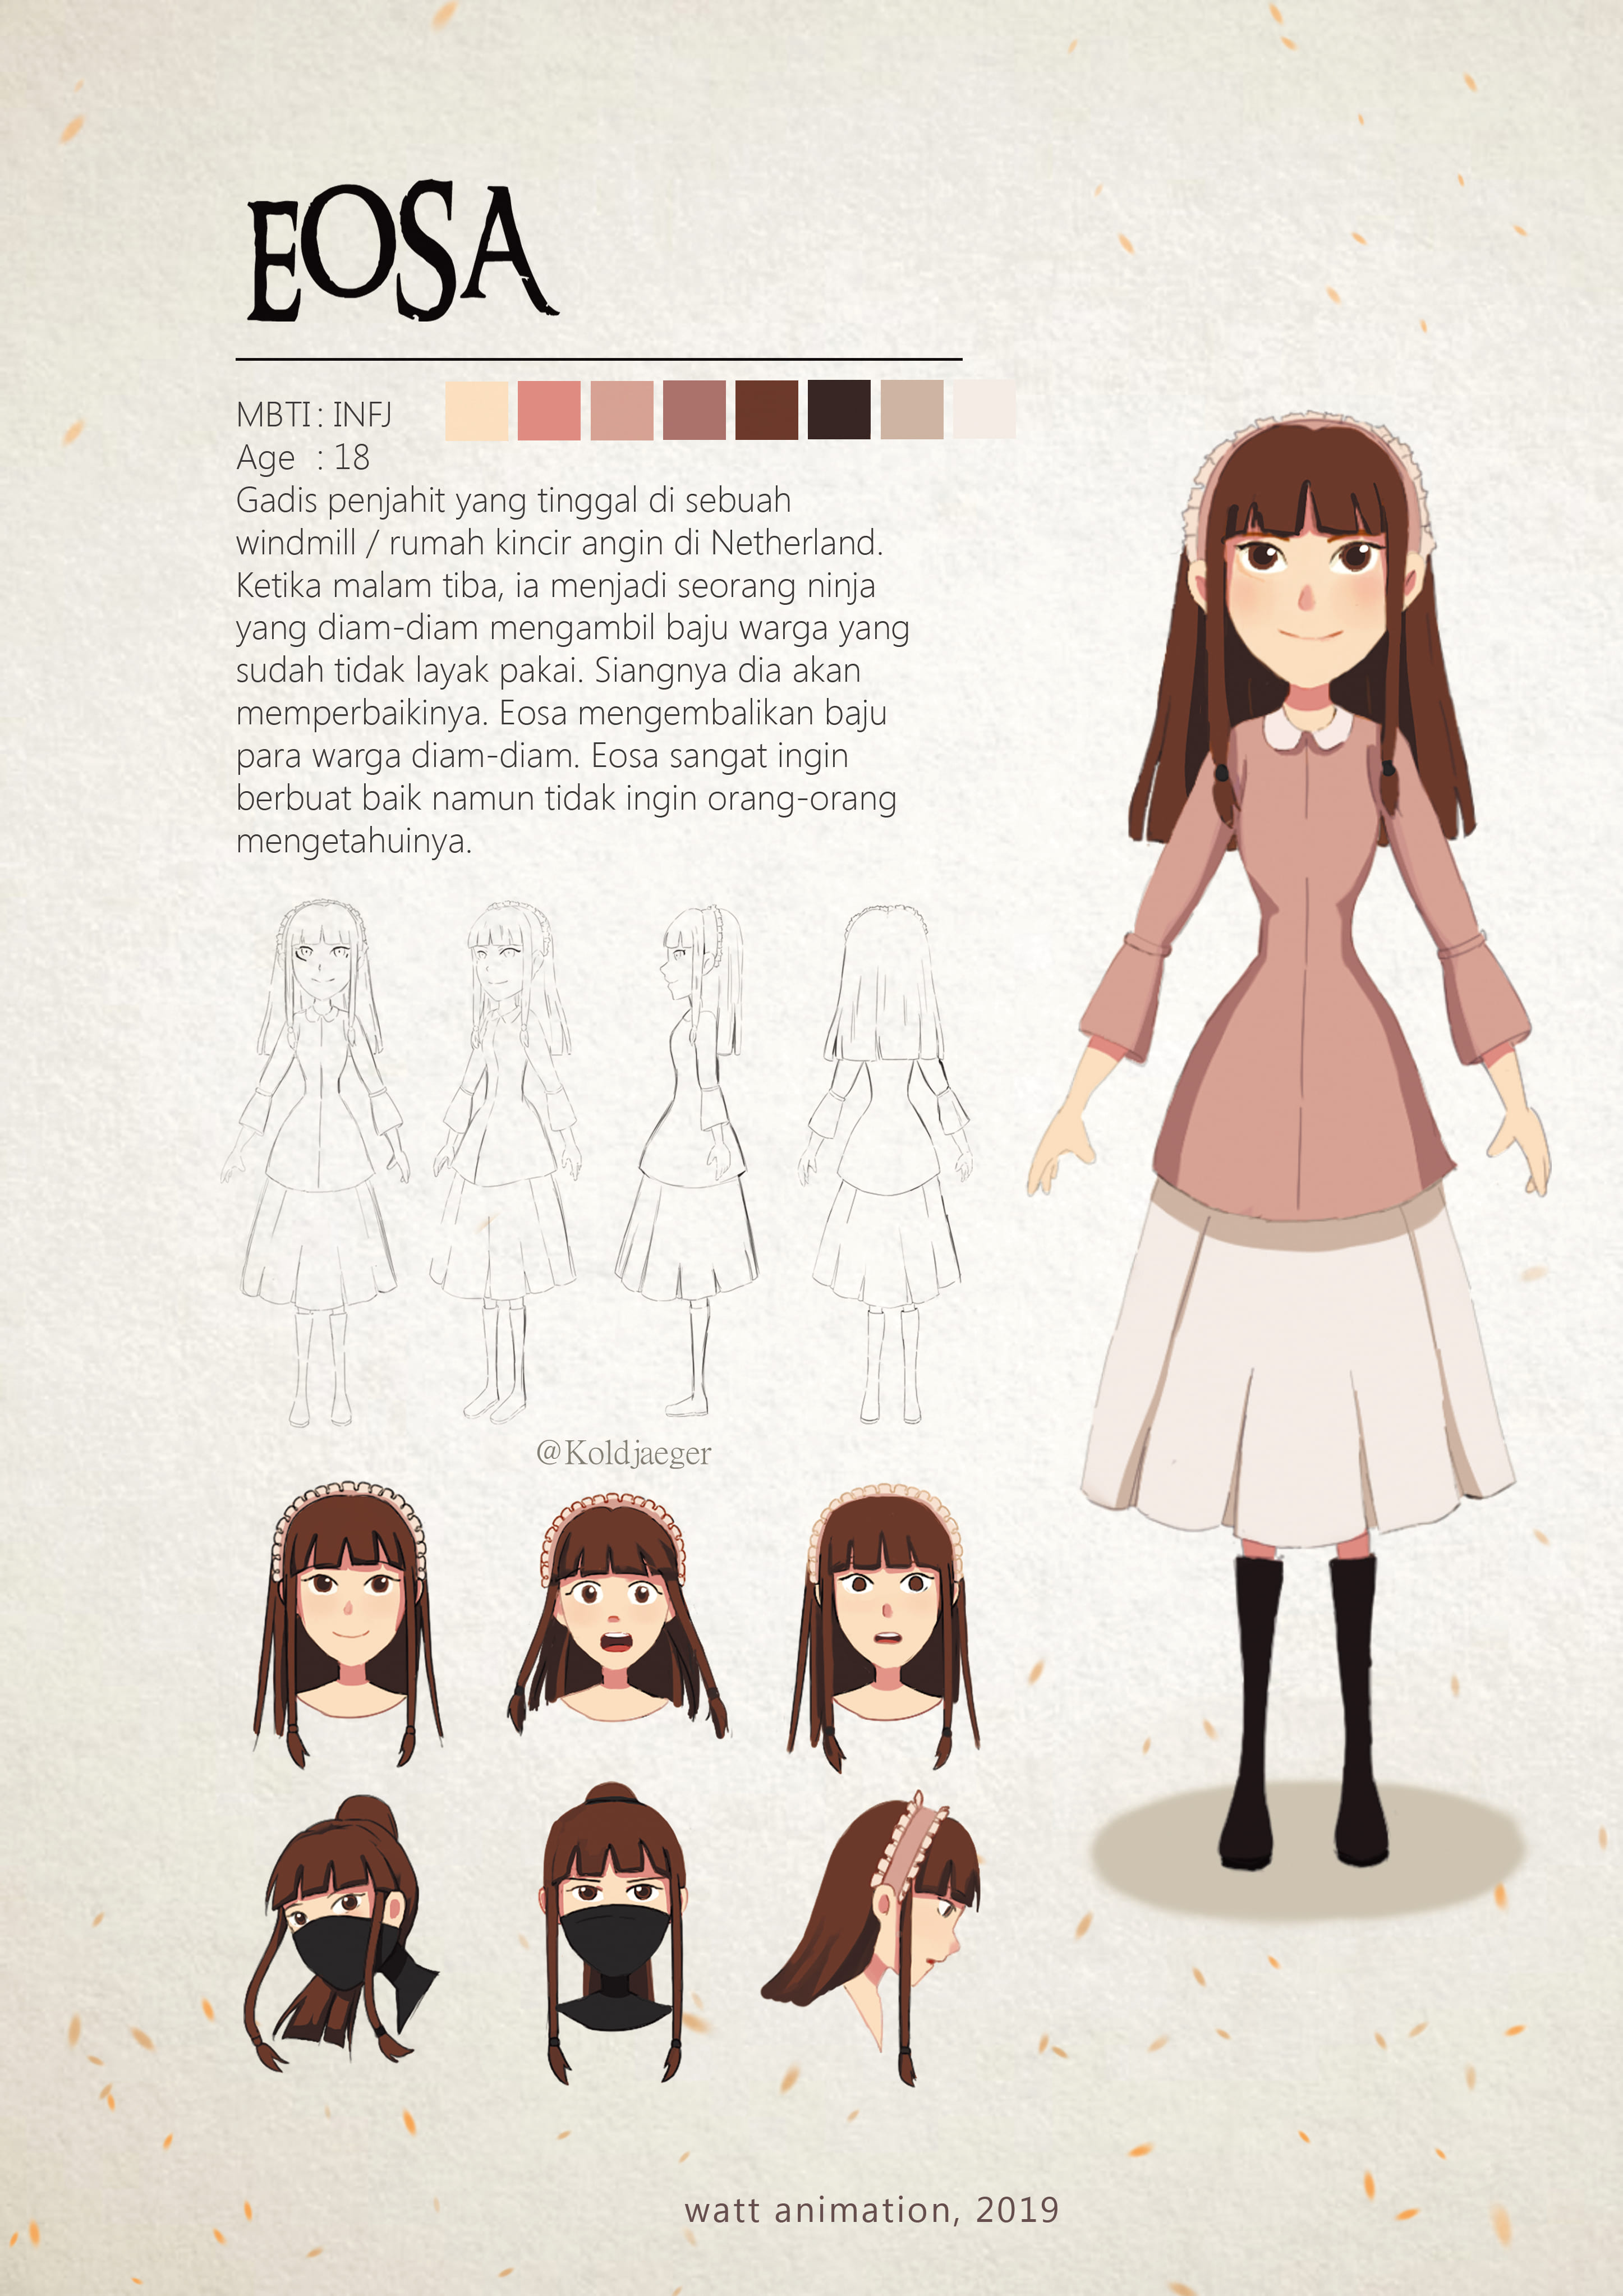 EOSA
MBTI : INFJ
Age : 18
Gadis penjahit yang tinggal di sebuah
windmill / rumah kincir angin di Netherland.
Ketika malam tiba, ia menjadi seorang ninja
yang diam-diam mengambil baju warga yang
sudah tidak layak pakai. Siangnya dia akan
memperbaikinya. Eosa mengembalikan baju
para warga diam-diam. Eosa sangat ingin
berbuat baik namun tidak ingin orang-orang
mengetahuinya.
@Koldjaeger
watt animation, 2019